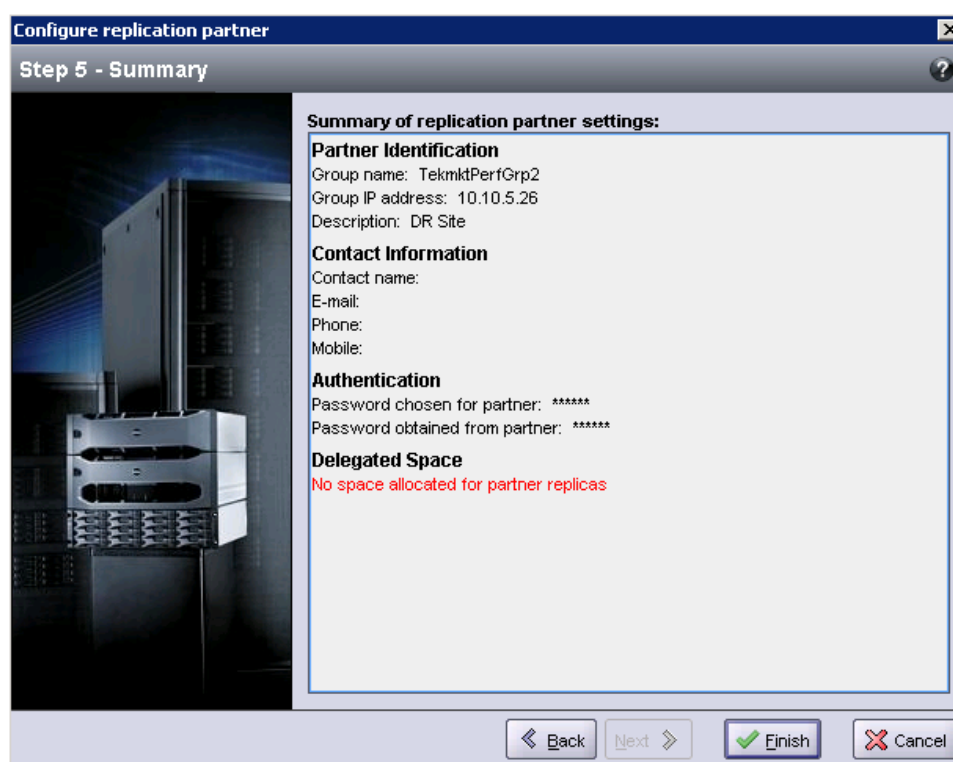 Configure replication partner
Step 5 - Summary
?
Summary of replication partner settings:
Partner Identification
Group name: TekmktPerfGrp2
Group IP address: 10.10.5.26
Description: DR Site
Contact Information
Contact name:
E-mail:
Phone:
Mobile:
Authentication
Password chosen for partner: ******
Password obtained from partner: ******
Delegated Space
No space allocated for partner replicas
Back
Next
Finish
Cancel